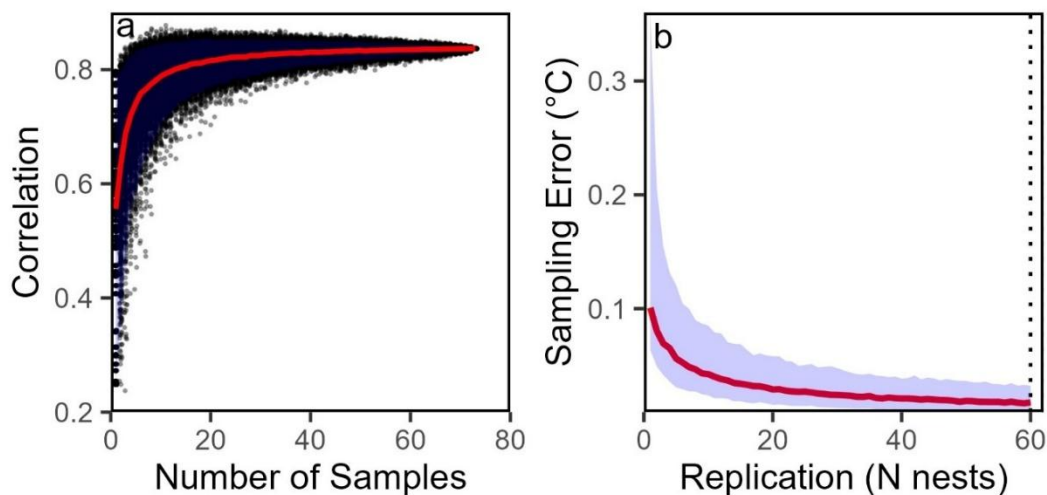 a
0.8
0.6
0.4
0.2
Correlation
0 20 40 60 80
Number of Samples
b
0.3
0.2
0.1
Sampling Error (°C)
0 20 40 60
Replication (N nests)